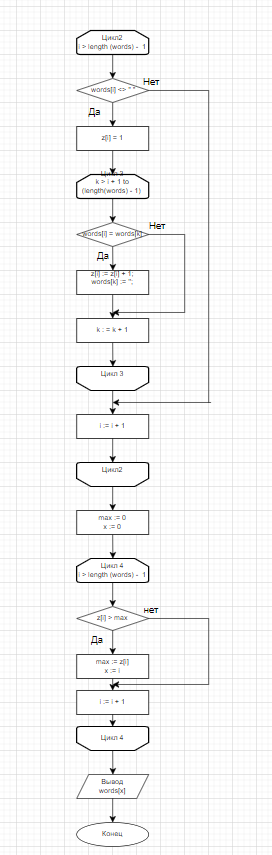 Цикл2
i > length (words) - 1
Нет
words[i] <> " "
Да
z[i] = 1
Цикл 3
k > i + 1 to
(length(words) - 1)
Нет
words[i] = words[k]
Да
z[i] := z[i] + 1;
words[k] := '';
k : = k + 1
Цикл 3
i := i + 1
Цикл2
max := 0
x := 0
Цикл 4
i > length (words) - 1
нет
z[i] > max
Да
max := z[i]
x := i
i := i + 1
Цикл 4
Вывод
words[x]
Конец